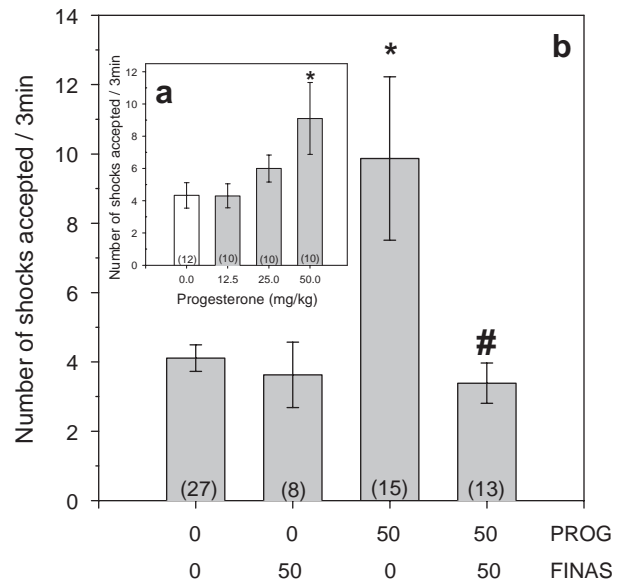 14
12
10
8
6
4
2
0
Number of shocks accepted / 3min
b
*
#
(27) (8) (15) (13)
0 0 50 50 PROG
0 50 0 50 FINAS
a
*
12
10
8
6
4
2
0
Number of shocks accepted / 3min
(12) (10) (10) (10)
0.0 12.5 25.0 50.0
Progesterone (mg/kg)